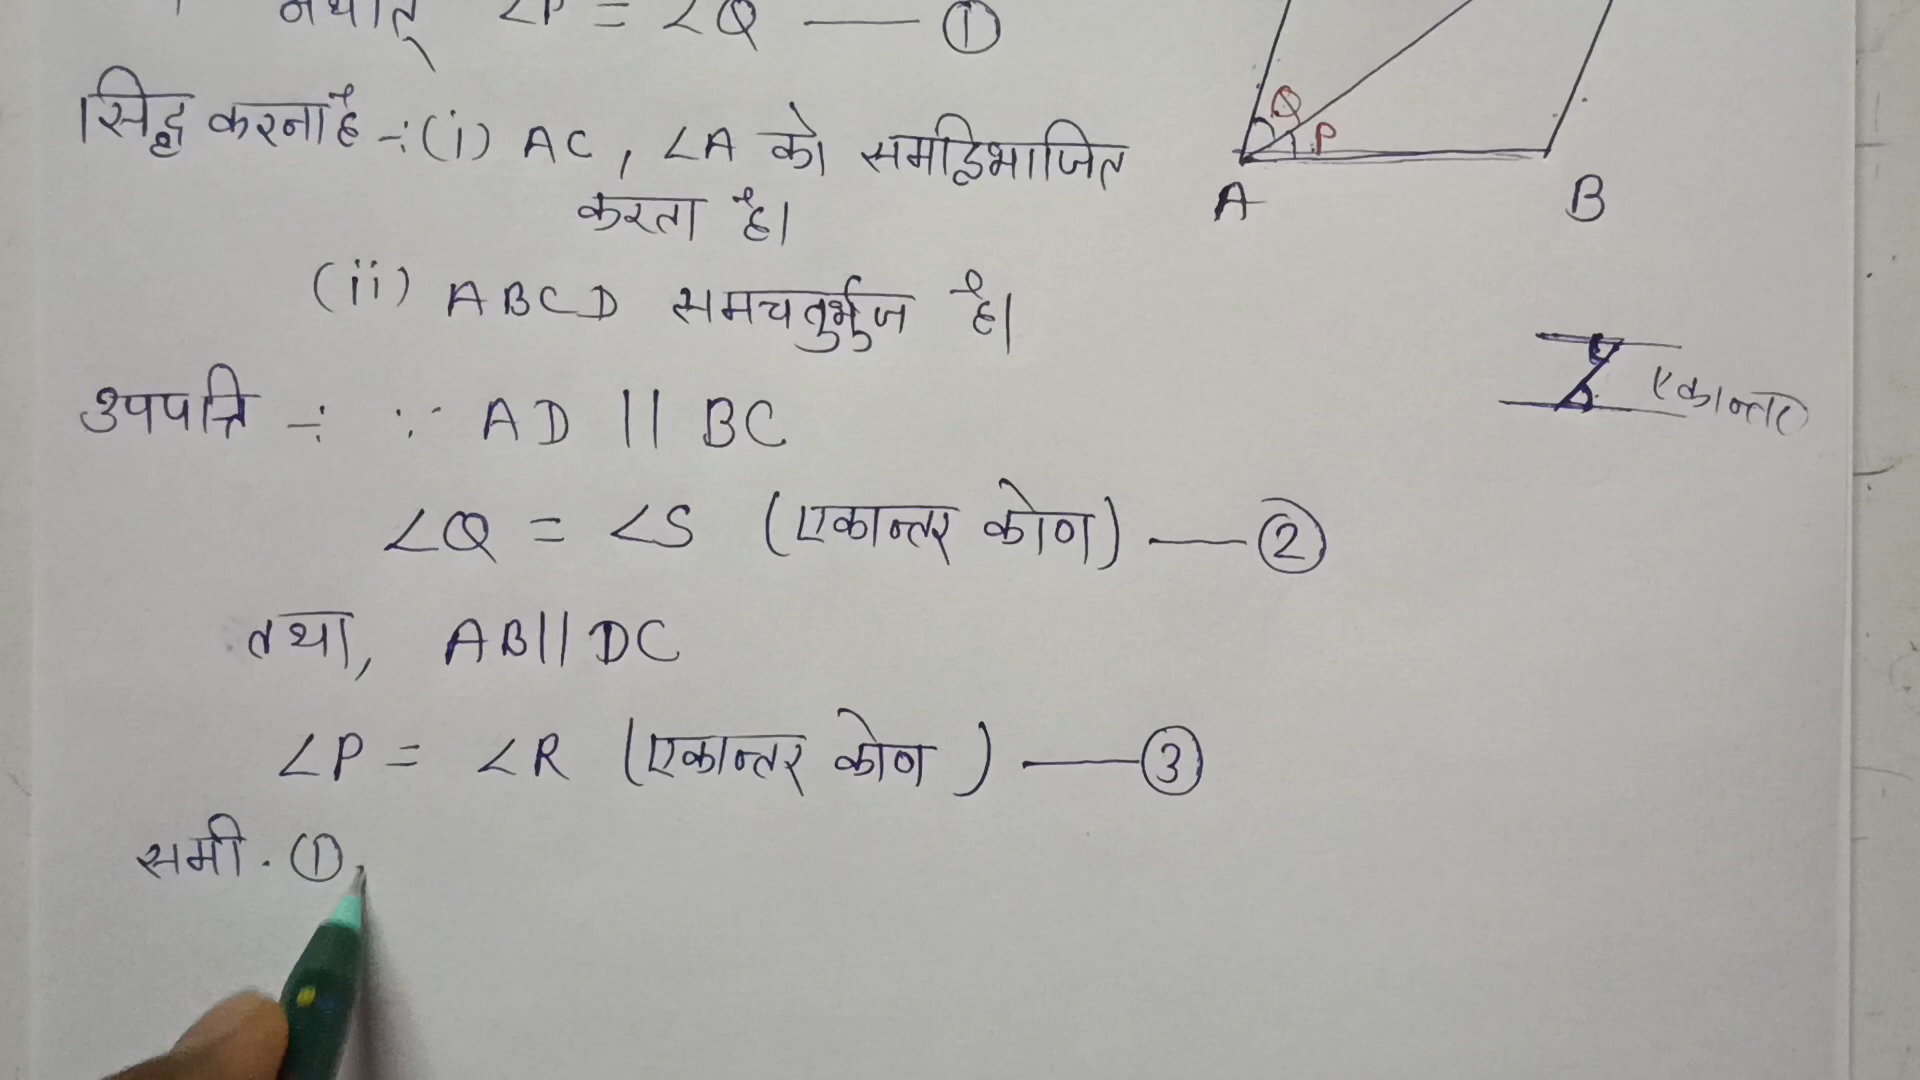 अर्थात् ∠P = ∠Q — ①
सिद्ध करना है ÷ (i) AC, ∠A को समद्विभाजित
करता है।
(ii) ABCD समचतुर्भुज है।
Q
P
A B
एकान्तर
उपपत्ति ÷ ∵ AD || BC
∠Q = ∠S (एकान्तर कोण) — ②
तथा, AB || DC
∠P = ∠R (एकान्तर कोण) — ③
समी. ①,